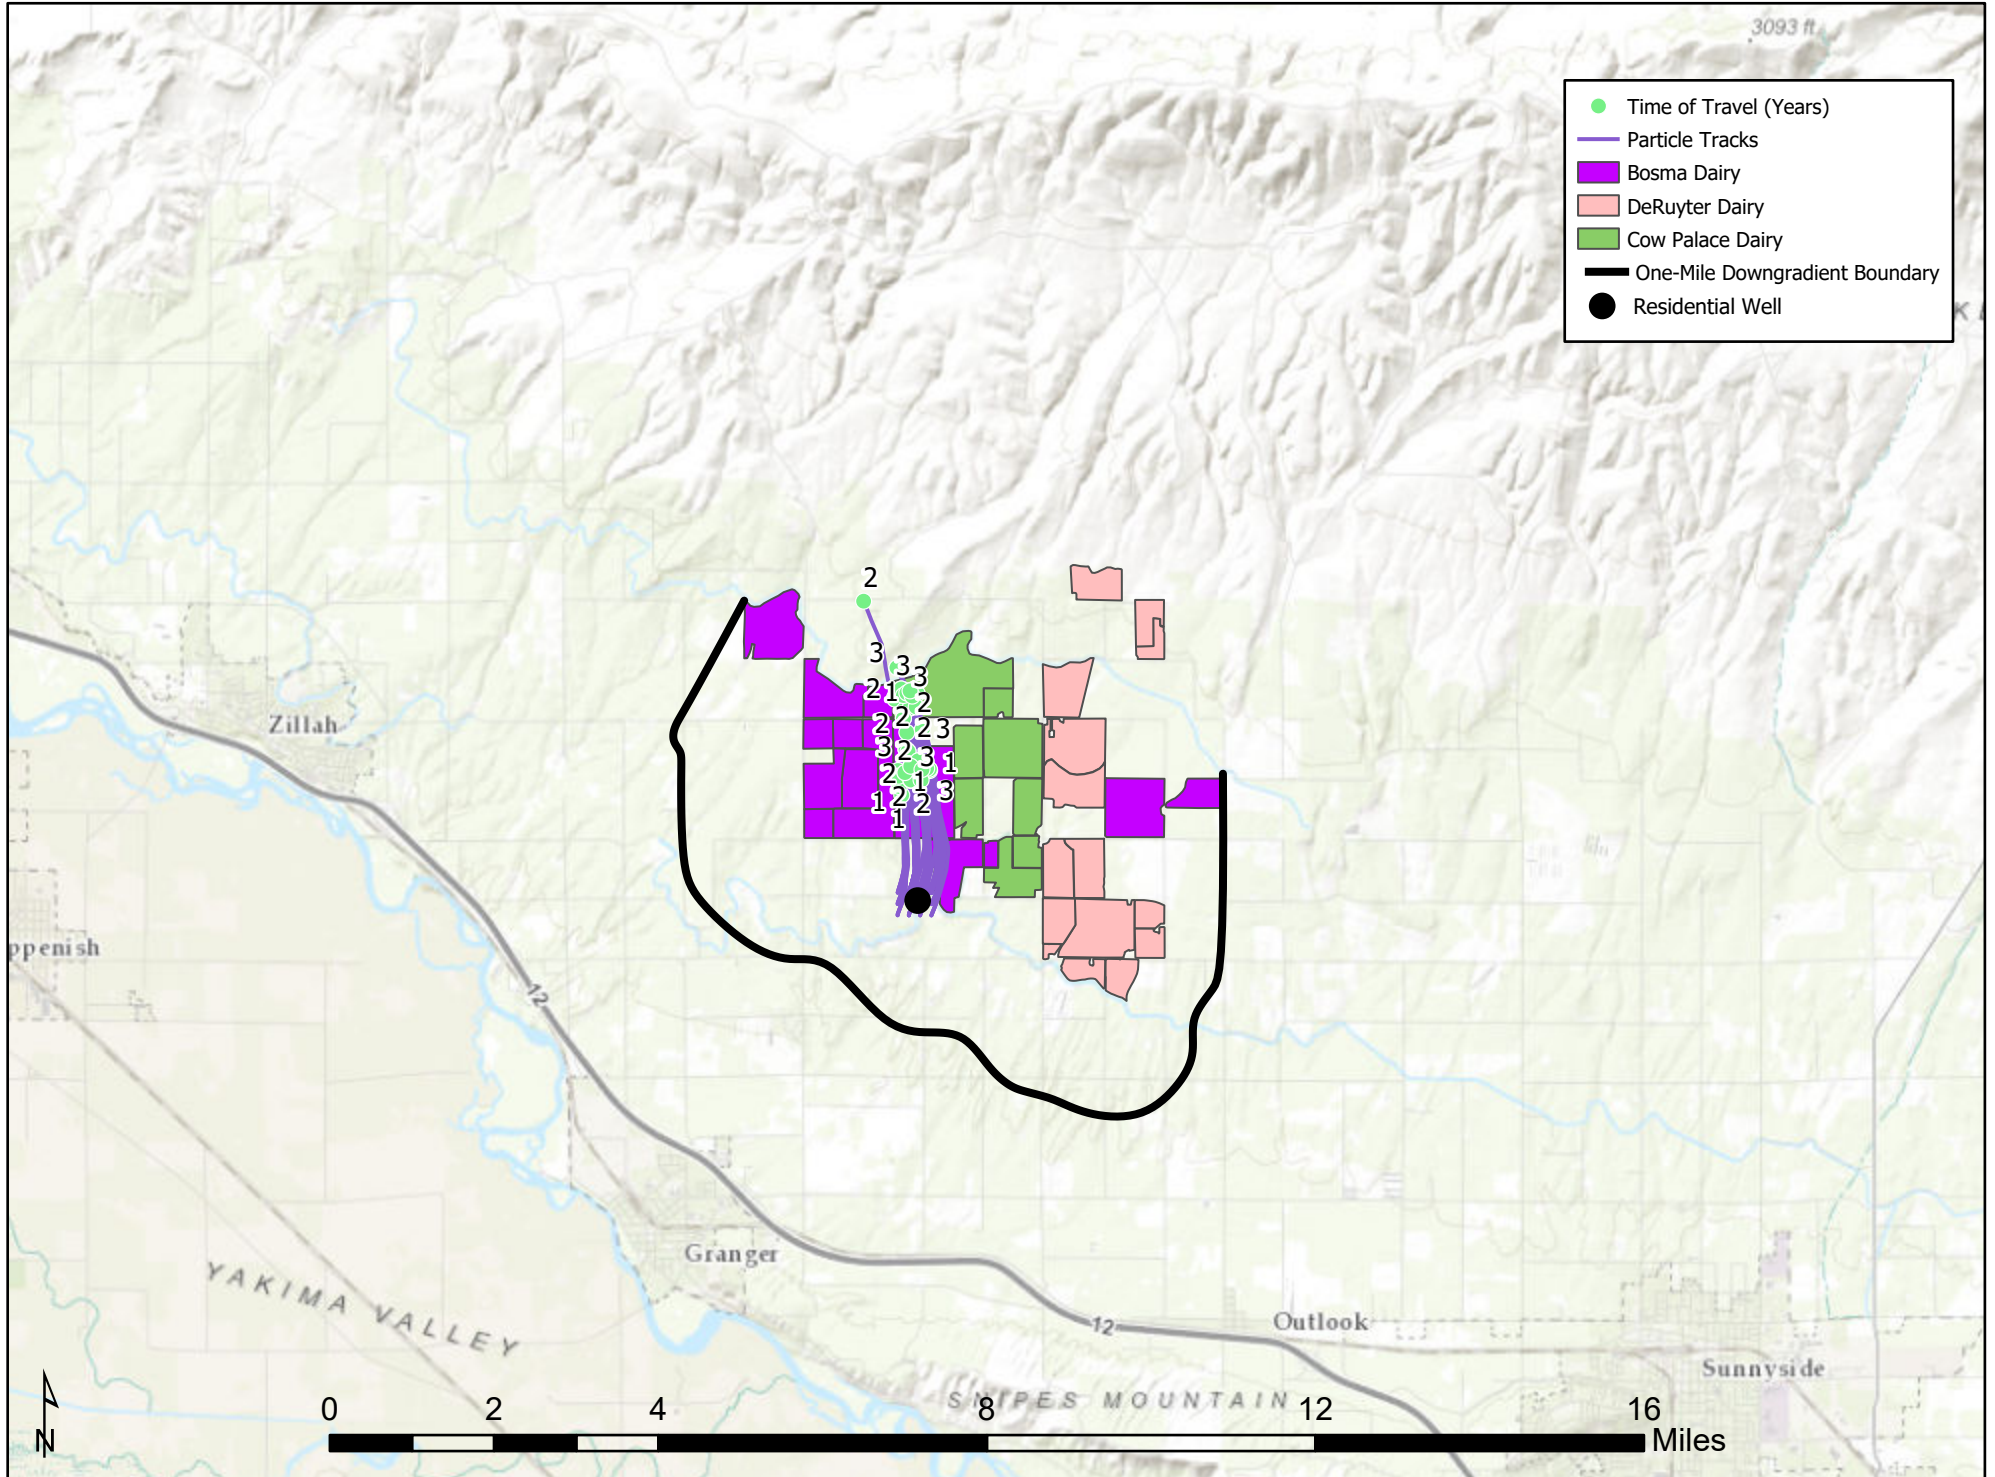 3093 ft
Time of Travel (Years)
Particle Tracks
Bosma Dairy
DeRuyter Dairy
Cow Palace Dairy
One-Mile Downgradient Boundary
Residential Well
2
3
3
3
2
1
2
2
2
2
3
3
2
3
1
2
1
3
1
2
2
1
Zillah
ppenish
12
Granger
YAKIMA VALLEY
12
Outlook
Sunnyside
SNIPES MOUNTAIN
0 2 4 8 12 16
Miles
N